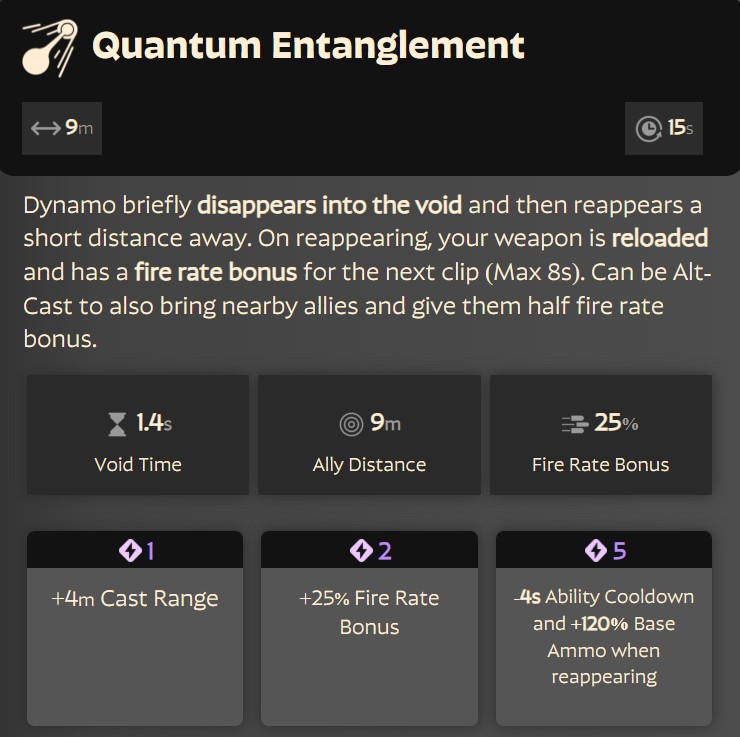 Quantum Entanglement
9m
15s
Dynamo briefly disappears into the void and then reappears a
short distance away. On reappearing, your weapon is reloaded
and has a fire rate bonus for the next clip (Max 8s). Can be Alt-
Cast to also bring nearby allies and give them half fire rate
bonus.
1.4s
Void Time
9m
Ally Distance
25%
Fire Rate Bonus
1
+4m Cast Range
2
+25% Fire Rate
Bonus
5
-4s Ability Cooldown
and +120% Base
Ammo when
reappearing